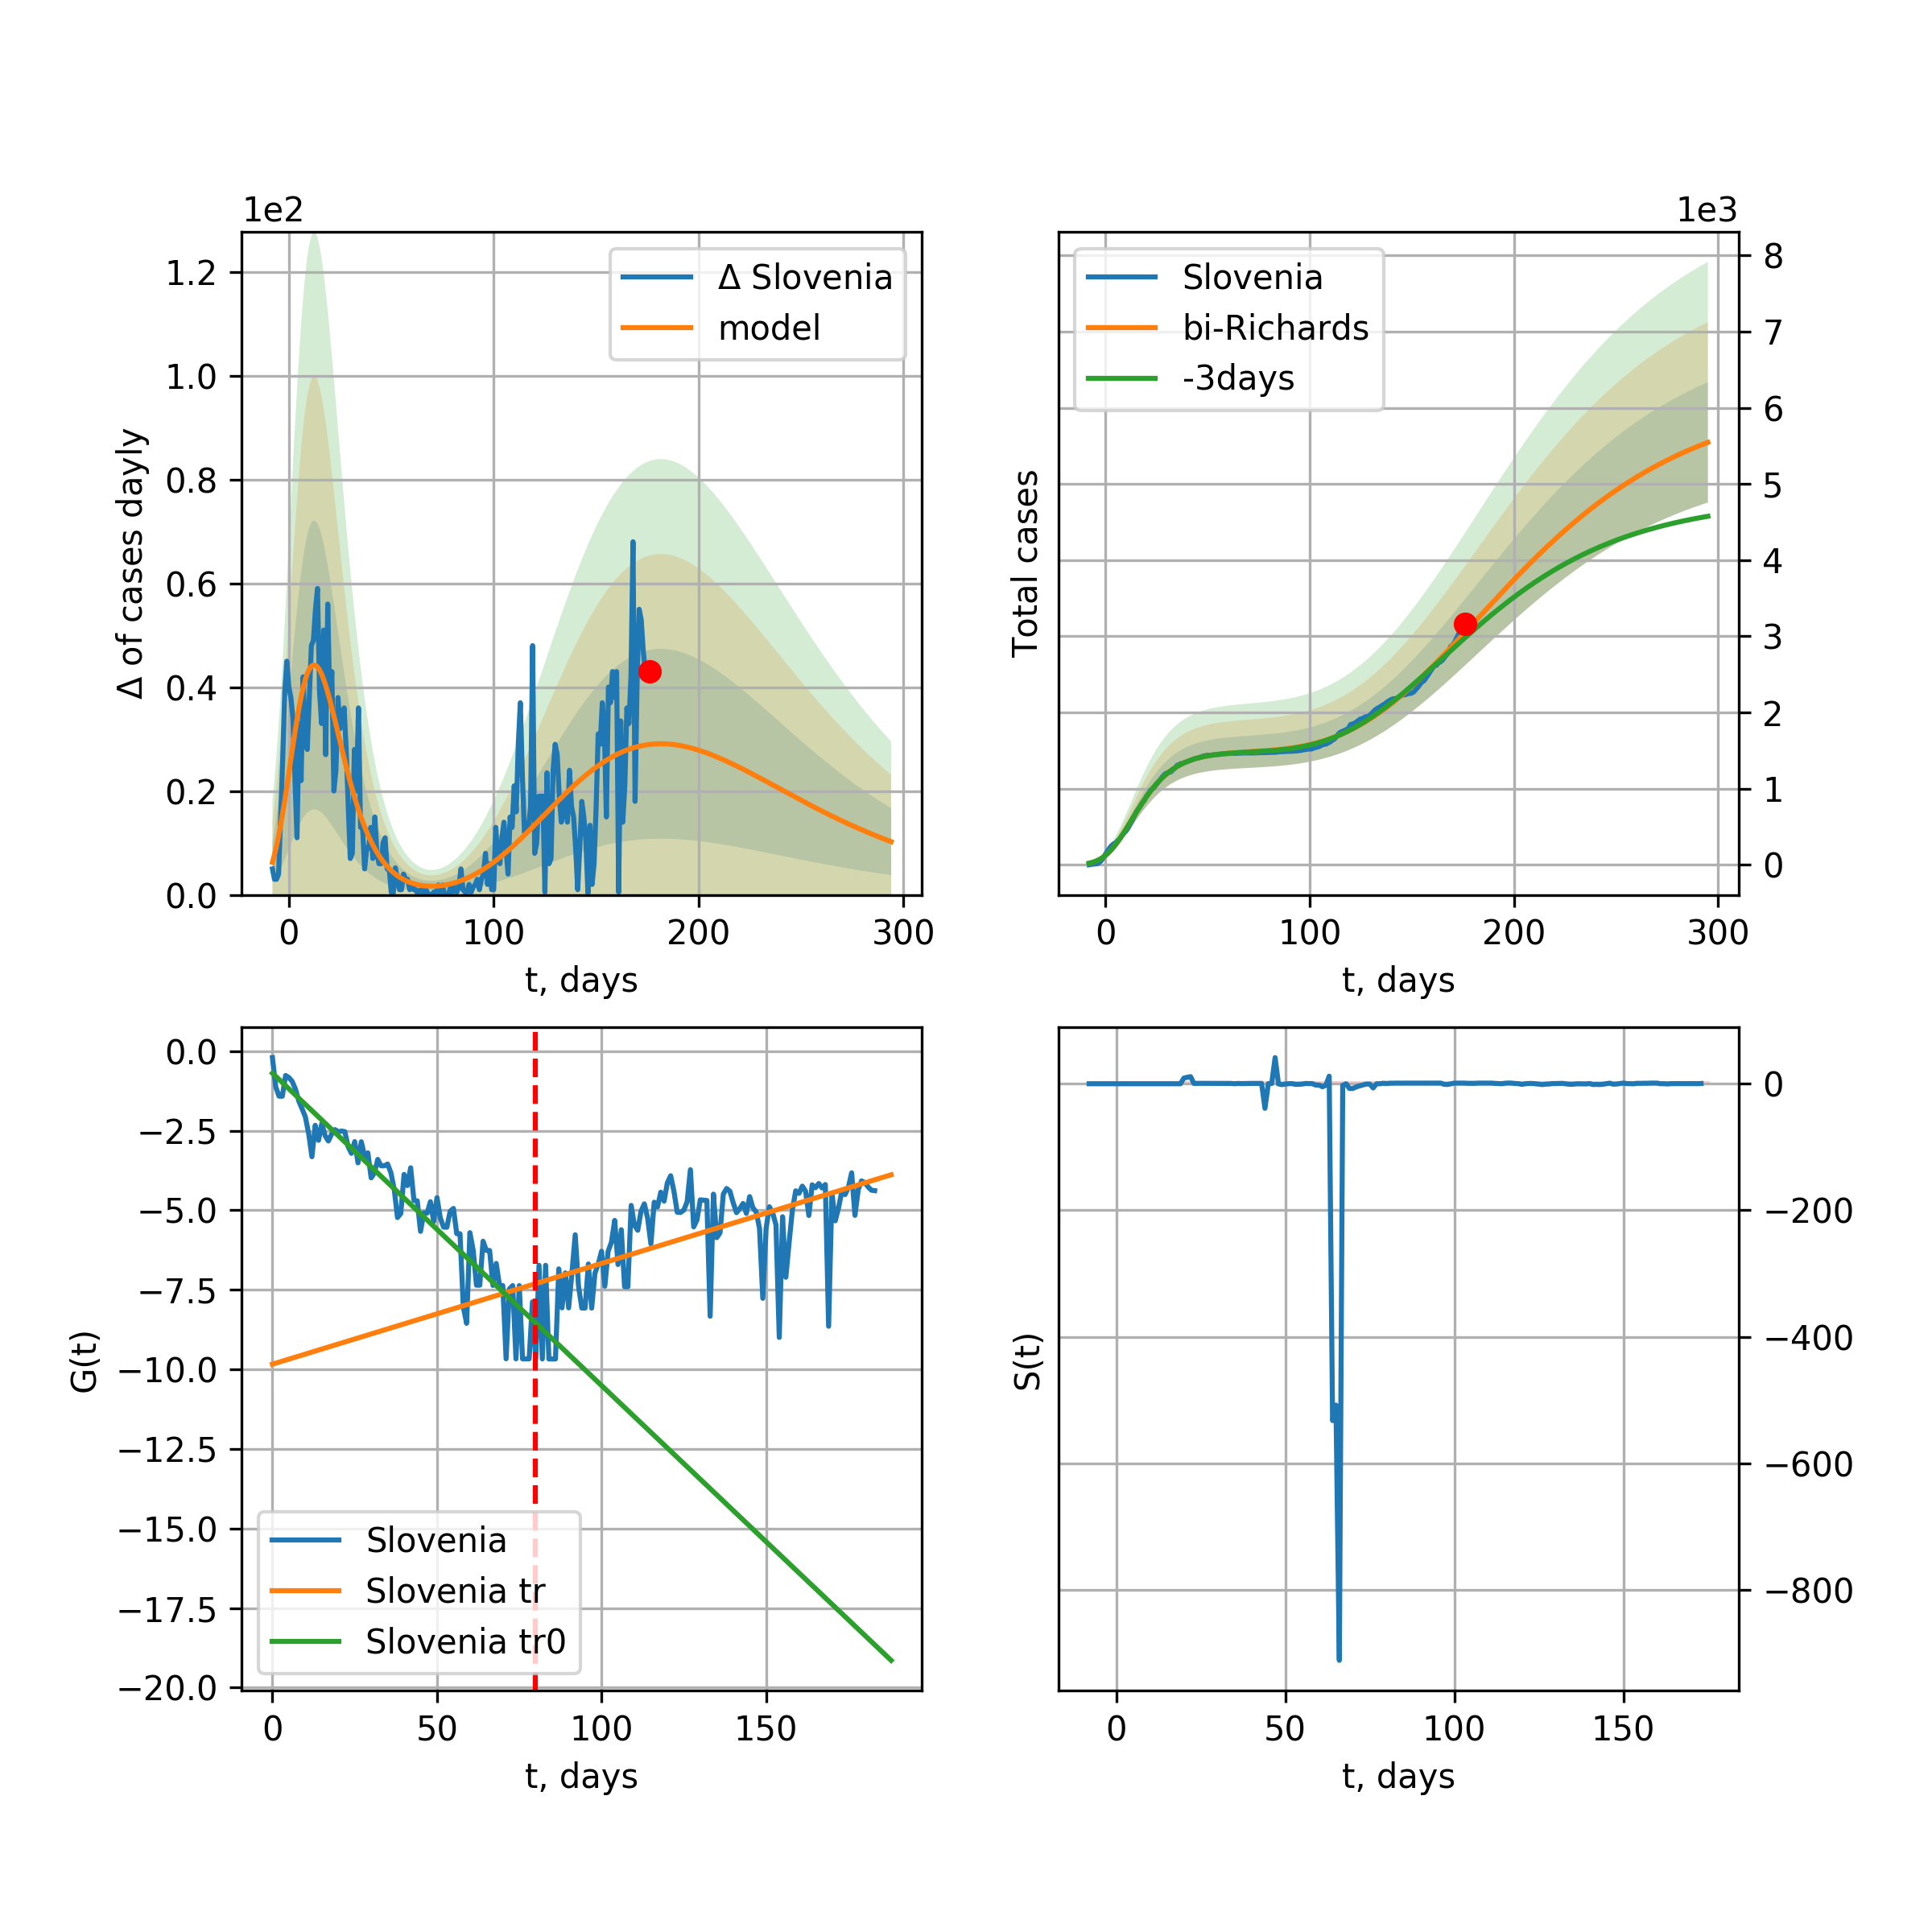 1e2
Δ of cases dayly
1.2
1.0
0.8
0.6
0.4
0.2
0.0
Δ Slovenia
model
0 100 200 300
t, days
1e3
Total cases
Slovenia
bi-Richards
-3days
8
7
6
5
4
3
2
1
0
0 100 200 300
t, days
G(t)
0.0
−2.5
−5.0
−7.5
−10.0
−12.5
−15.0
−17.5
−20.0
Slovenia
Slovenia tr
Slovenia tr0
0 50 100 150
t, days
S(t)
0
−200
−400
−600
−800
0 50 100 150
t, days